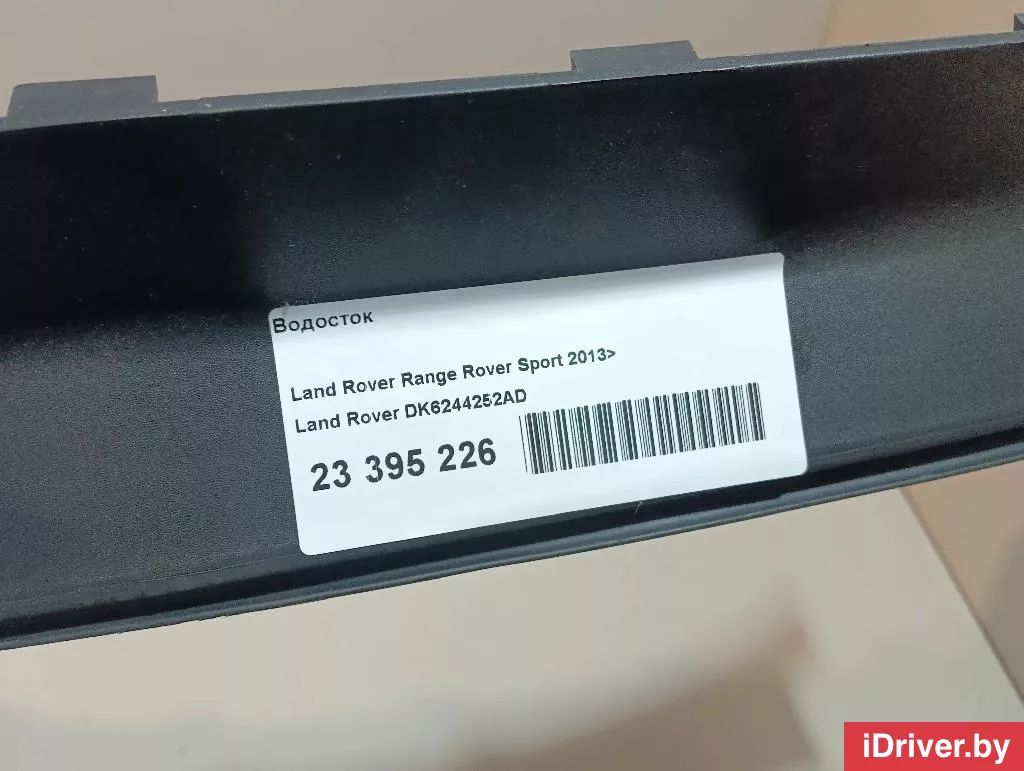 Водосток
Land Rover Range Rover Sport 2013>
Land Rover DK6244252AD
23 395 226
iDriver.by